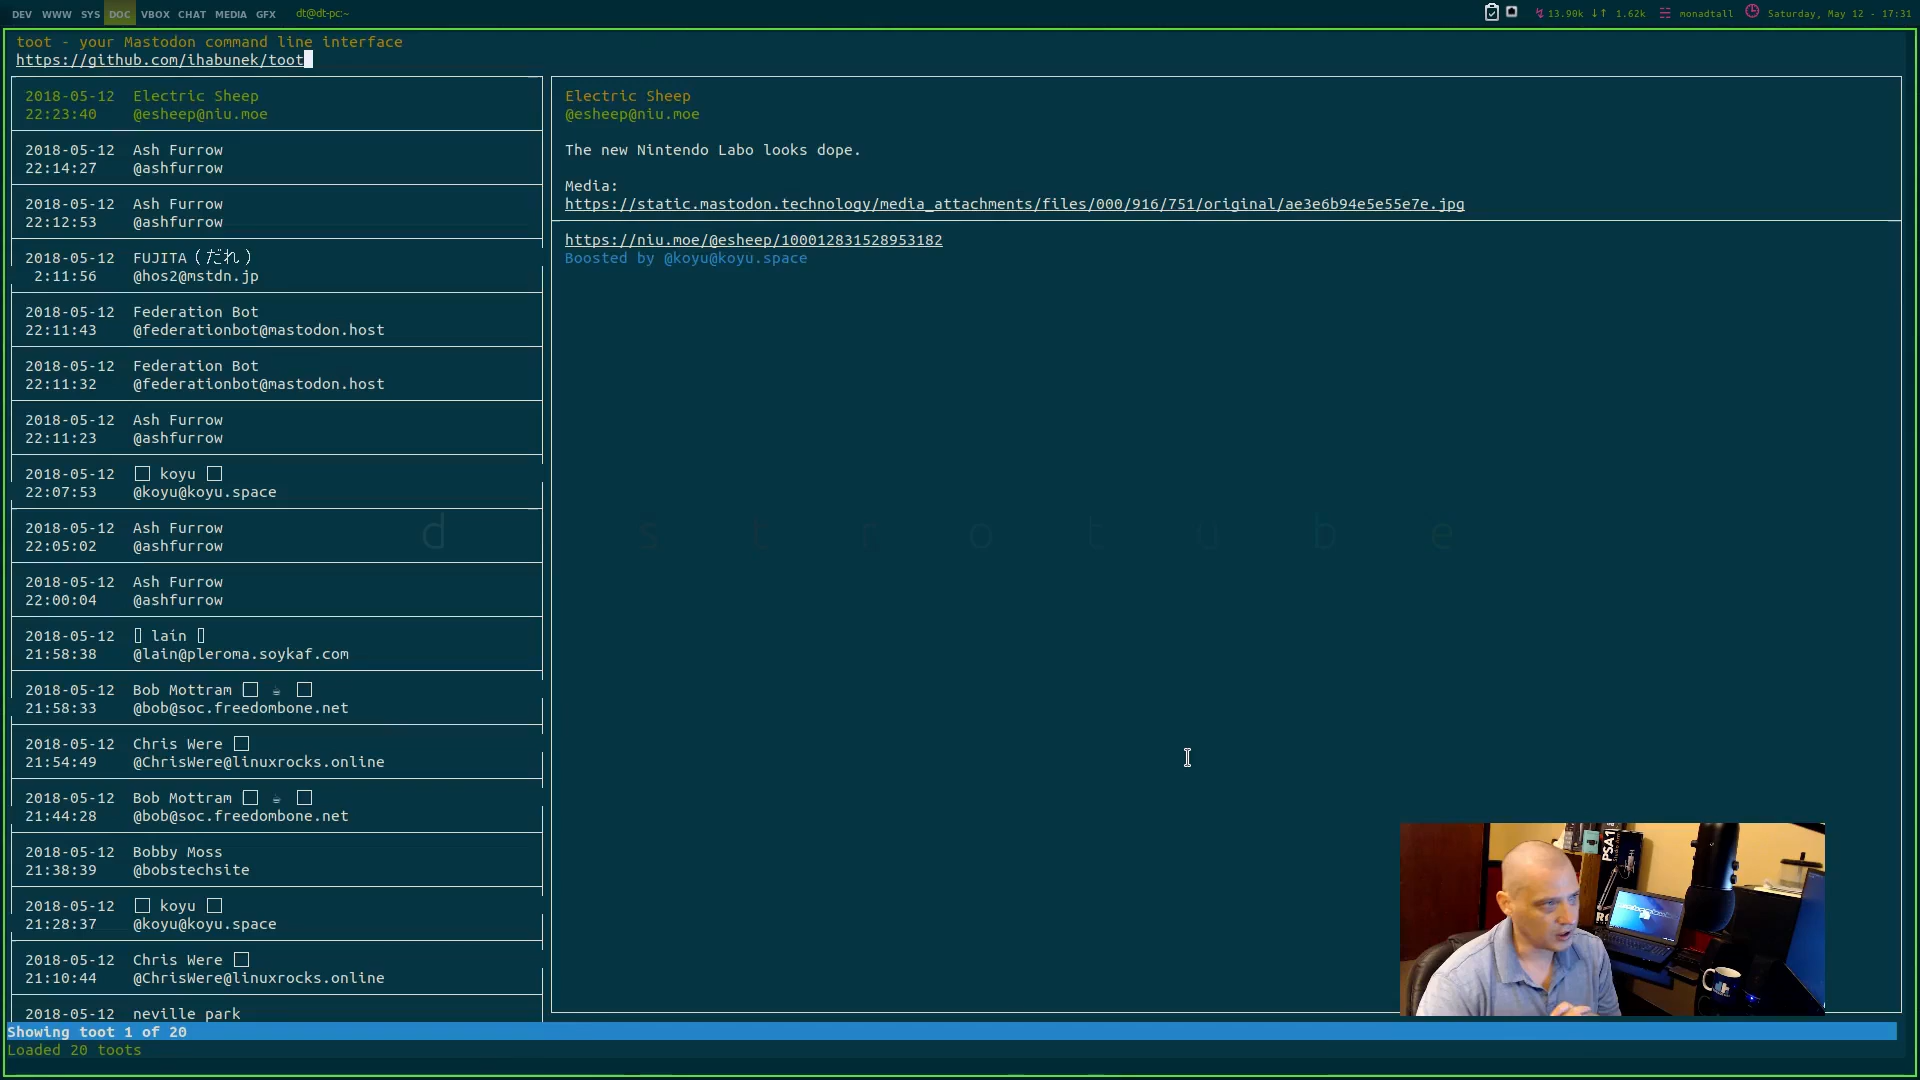 DEV WWW SYS DOC VBOX CHAT MEDIA GFX dt@dt-pc:~
13.90k ↓↑ 1.62k monadtall Saturday, May 12 - 17:31
toot - your Mastodon command line interface
https://github.com/ihabunek/toot
2018-05-12 Electric Sheep
22:23:40 @esheep@niu.moe
2018-05-12 Ash Furrow
22:14:27 @ashfurrow
2018-05-12 Ash Furrow
22:12:53 @ashfurrow
2018-05-12 FUJITA（だれ）
2:11:56 @hos2@mstdn.jp
2018-05-12 Federation Bot
22:11:43 @federationbot@mastodon.host
2018-05-12 Federation Bot
22:11:32 @federationbot@mastodon.host
2018-05-12 Ash Furrow
22:11:23 @ashfurrow
2018-05-12 koyu
22:07:53 @koyu@koyu.space
2018-05-12 Ash Furrow
22:05:02 @ashfurrow
2018-05-12 Ash Furrow
22:00:04 @ashfurrow
2018-05-12 lain
21:58:38 @lain@pleroma.soykaf.com
2018-05-12 Bob Mottram ☕
21:58:33 @bob@soc.freedombone.net
2018-05-12 Chris Were
21:54:49 @ChrisWere@linuxrocks.online
2018-05-12 Bob Mottram ☕
21:44:28 @bob@soc.freedombone.net
2018-05-12 Bobby Moss
21:38:39 @bobstechsite
2018-05-12 koyu
21:28:37 @koyu@koyu.space
2018-05-12 Chris Were
21:10:44 @ChrisWere@linuxrocks.online
2018-05-12 neville park
Electric Sheep
@esheep@niu.moe
The new Nintendo Labo looks dope.
Media:
https://static.mastodon.technology/media_attachments/files/000/916/751/original/ae3e6b94e5e55e7e.jpg
https://niu.moe/@esheep/100012831528953182
Boosted by @koyu@koyu.space
d s t r o t u b e
PSA1
Showing toot 1 of 20
Loaded 20 toots